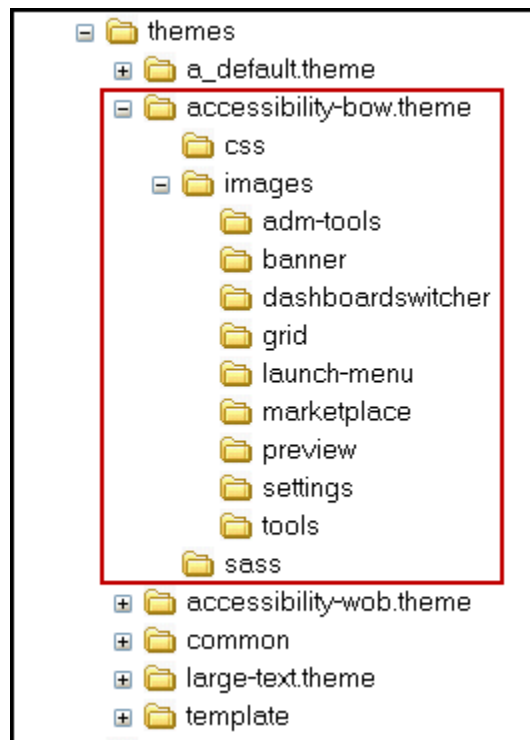 themes
a_default.theme
accessibility-bow.theme
css
images
adm-tools
banner
dashboardswitcher
grid
launch-menu
marketplace
preview
settings
tools
sass
accessibility-wob.theme
common
large-text.theme
template